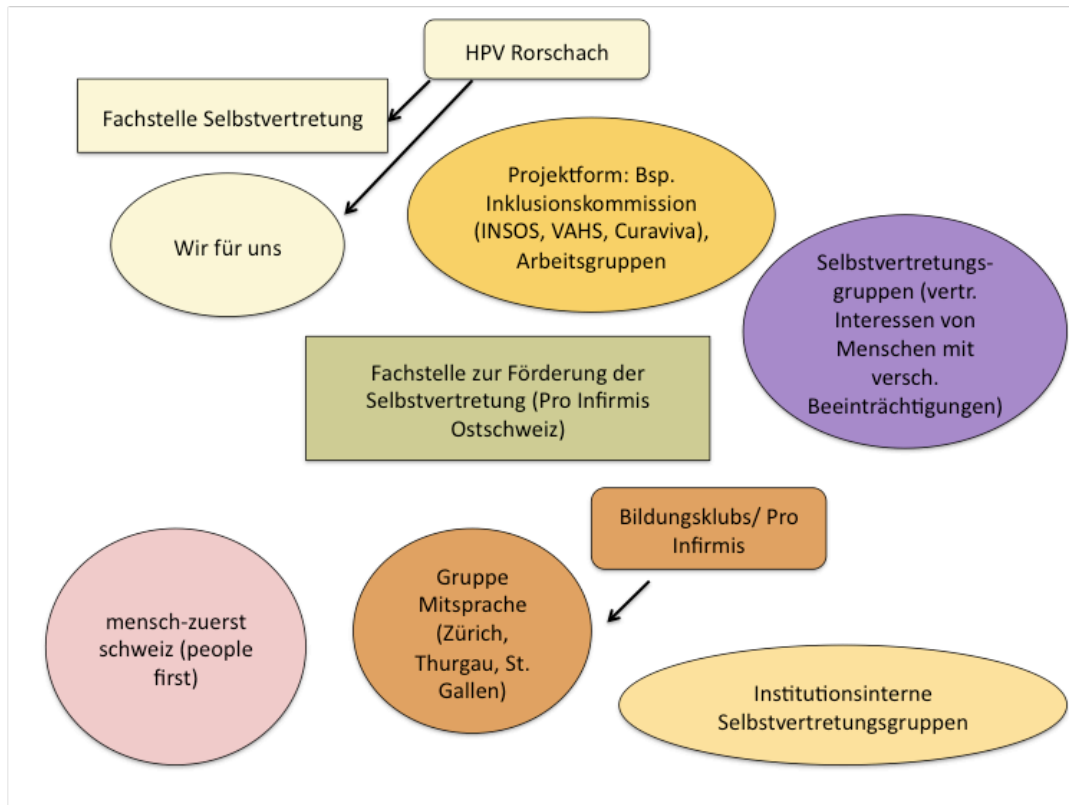 HPV Rorschach
Fachstelle Selbstvertretung
Wir für uns
Projektform: Bsp.
Inklusionskommission
(INSOS, VAHS, Curaviva),
Arbeitsgruppen
Selbstvertretungs-
gruppen (vertr.
Interessen von
Menschen mit
versch.
Beeinträchtigungen)
Fachstelle zur Förderung der
Selbstvertretung (Pro Infirmis
Ostschweiz)
Bildungsklubs/ Pro
Infirmis
mensch-zuerst
schweiz (people
first)
Gruppe
Mitsprache
(Zürich,
Thurgau, St.
Gallen)
Institutionsinterne
Selbstvertretungsgruppen